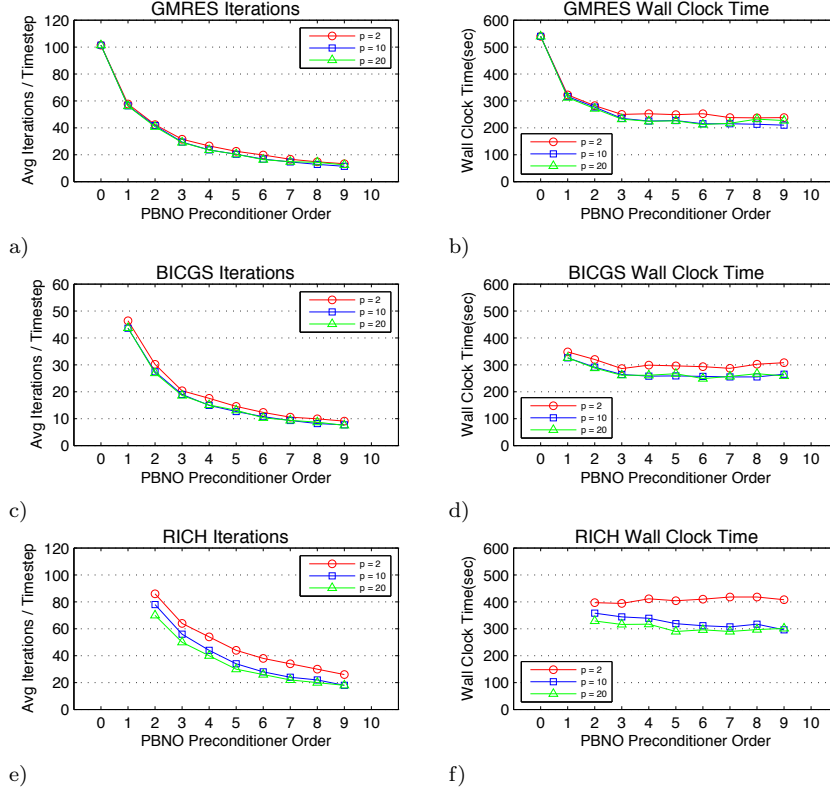 GMRES Iterations
Avg Iterations / Timestep
120
100
80
60
40
20
0
p = 2
p = 10
p = 20
0 1 2 3 4 5 6 7 8 9 10
PBNO Preconditioner Order
a)
GMRES Wall Clock Time
Wall Clock Time(sec)
600
500
400
300
200
100
0
p = 2
p = 10
p = 20
0 1 2 3 4 5 6 7 8 9 10
PBNO Preconditioner Order
b)
BICGS Iterations
Avg Iterations / Timestep
60
50
40
30
20
10
0
p = 2
p = 10
p = 20
0 1 2 3 4 5 6 7 8 9 10
PBNO Preconditioner Order
c)
BICGS Wall Clock Time
Wall Clock Time(sec)
600
500
400
300
200
100
0
p = 2
p = 10
p = 20
0 1 2 3 4 5 6 7 8 9 10
PBNO Preconditioner Order
d)
RICH Iterations
Avg Iterations / Timestep
120
100
80
60
40
20
0
p = 2
p = 10
p = 20
0 1 2 3 4 5 6 7 8 9 10
PBNO Preconditioner Order
e)
RICH Wall Clock Time
Wall Clock Time(sec)
600
500
400
300
200
100
0
p = 2
p = 10
p = 20
0 1 2 3 4 5 6 7 8 9 10
PBNO Preconditioner Order
f)